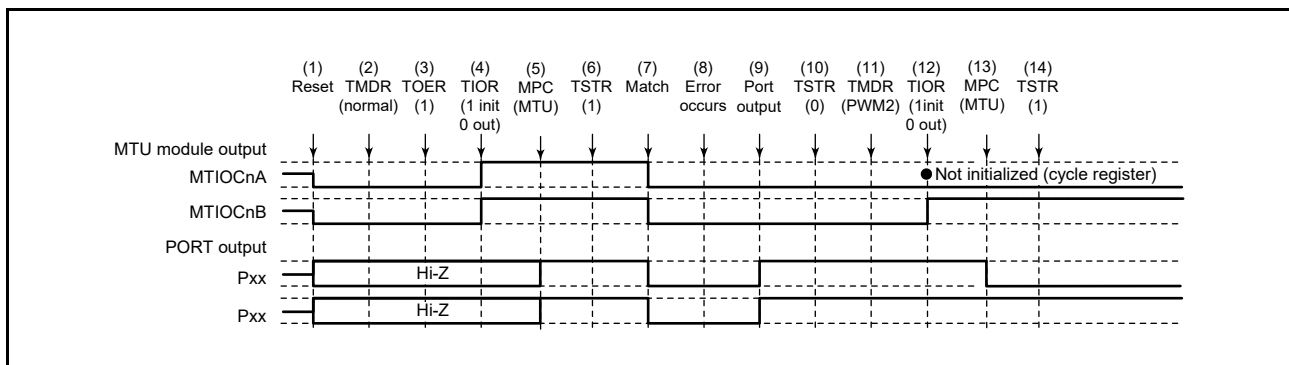 (1) (2) (3) (4) (5) (6) (7) (8) (9) (10) (11) (12) (13) (14)
Reset TMDR TOER TIOR MPC TSTR Match Error Port TSTR TMDR TIOR MPC TSTR
(normal) (1) (1 init (MTU) (1) occurs output (0) (PWM2) (1init (MTU) (1)
0 out) 0 out)
MTU module output
MTIOCnA Not initialized (cycle register)
MTIOCnB
PORT output
Pxx Hi-Z
Pxx Hi-Z